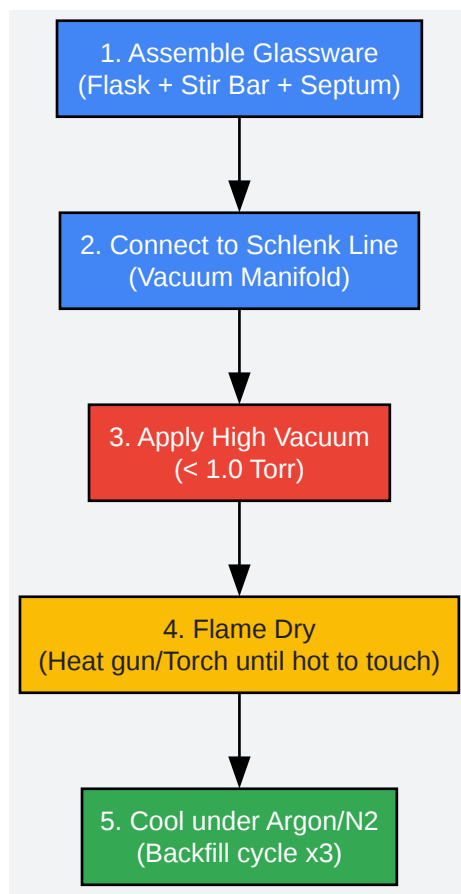 1. Assemble Glassware
(Flask + Stir Bar + Septum)
2. Connect to Schlenk Line
(Vacuum Manifold)
3. Apply High Vacuum
(< 1.0 Torr)
4. Flame Dry
(Heat gun/Torch until hot to touch)
5. Cool under Argon/N2
(Backfill cycle x3)